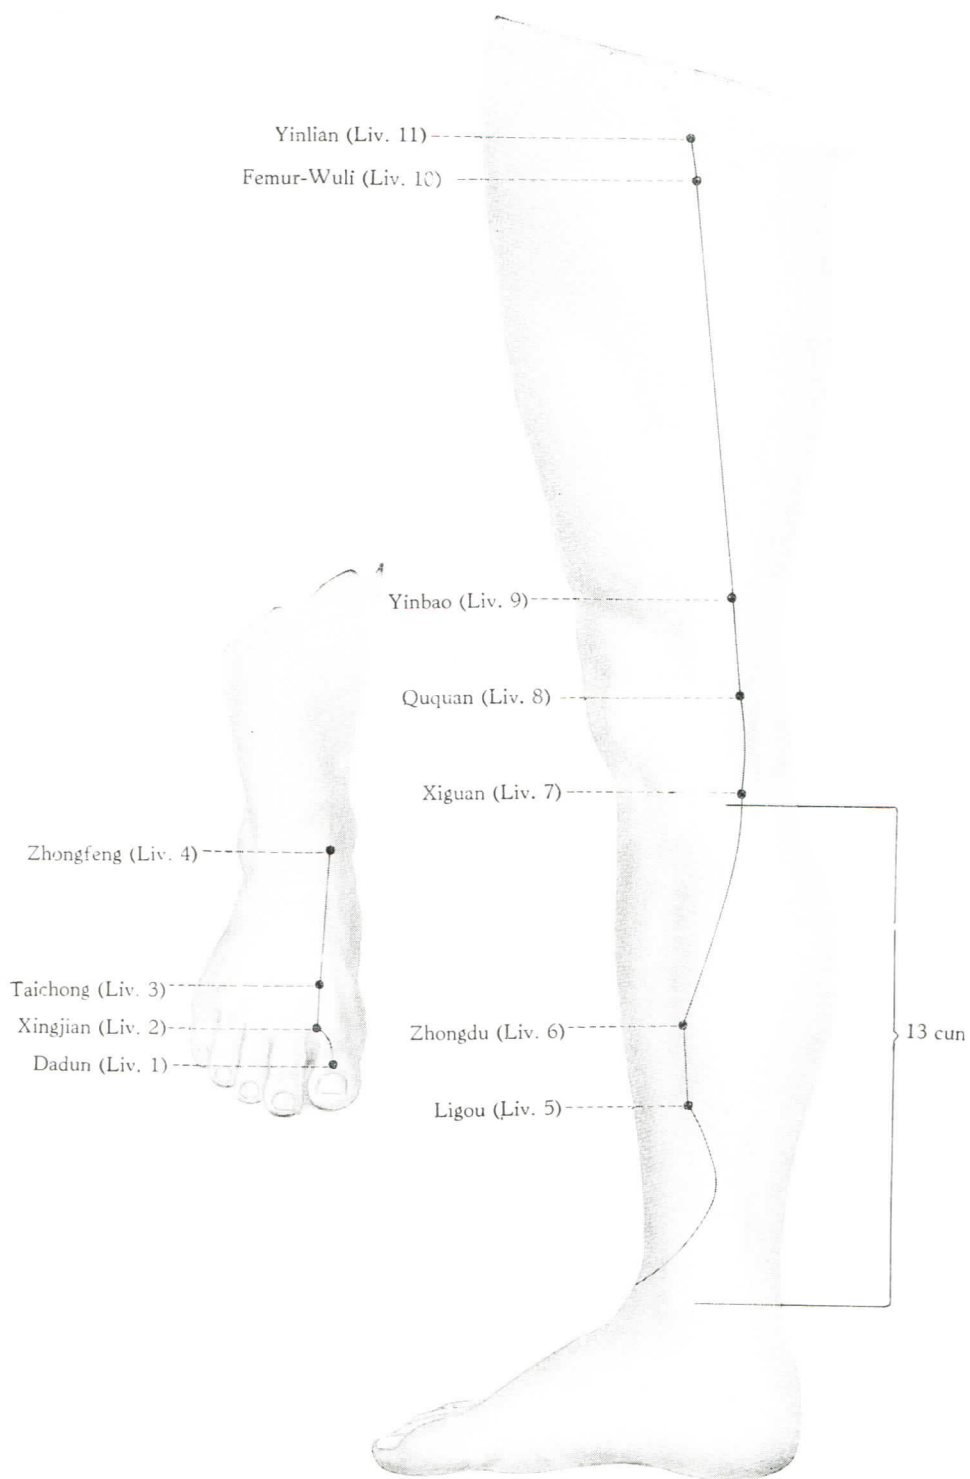 Yinlian (Liv. 11)
Femur-Wuli (Liv. 10)
Yinbao (Liv. 9)
Ququan (Liv. 8)
Xiguan (Liv. 7)
Zhongfeng (Liv. 4)
Taichong (Liv. 3)
Xingjian (Liv. 2)
Dadun (Liv. 1)
Zhongdu (Liv. 6)
13 cun
Ligou (Liv. 5)